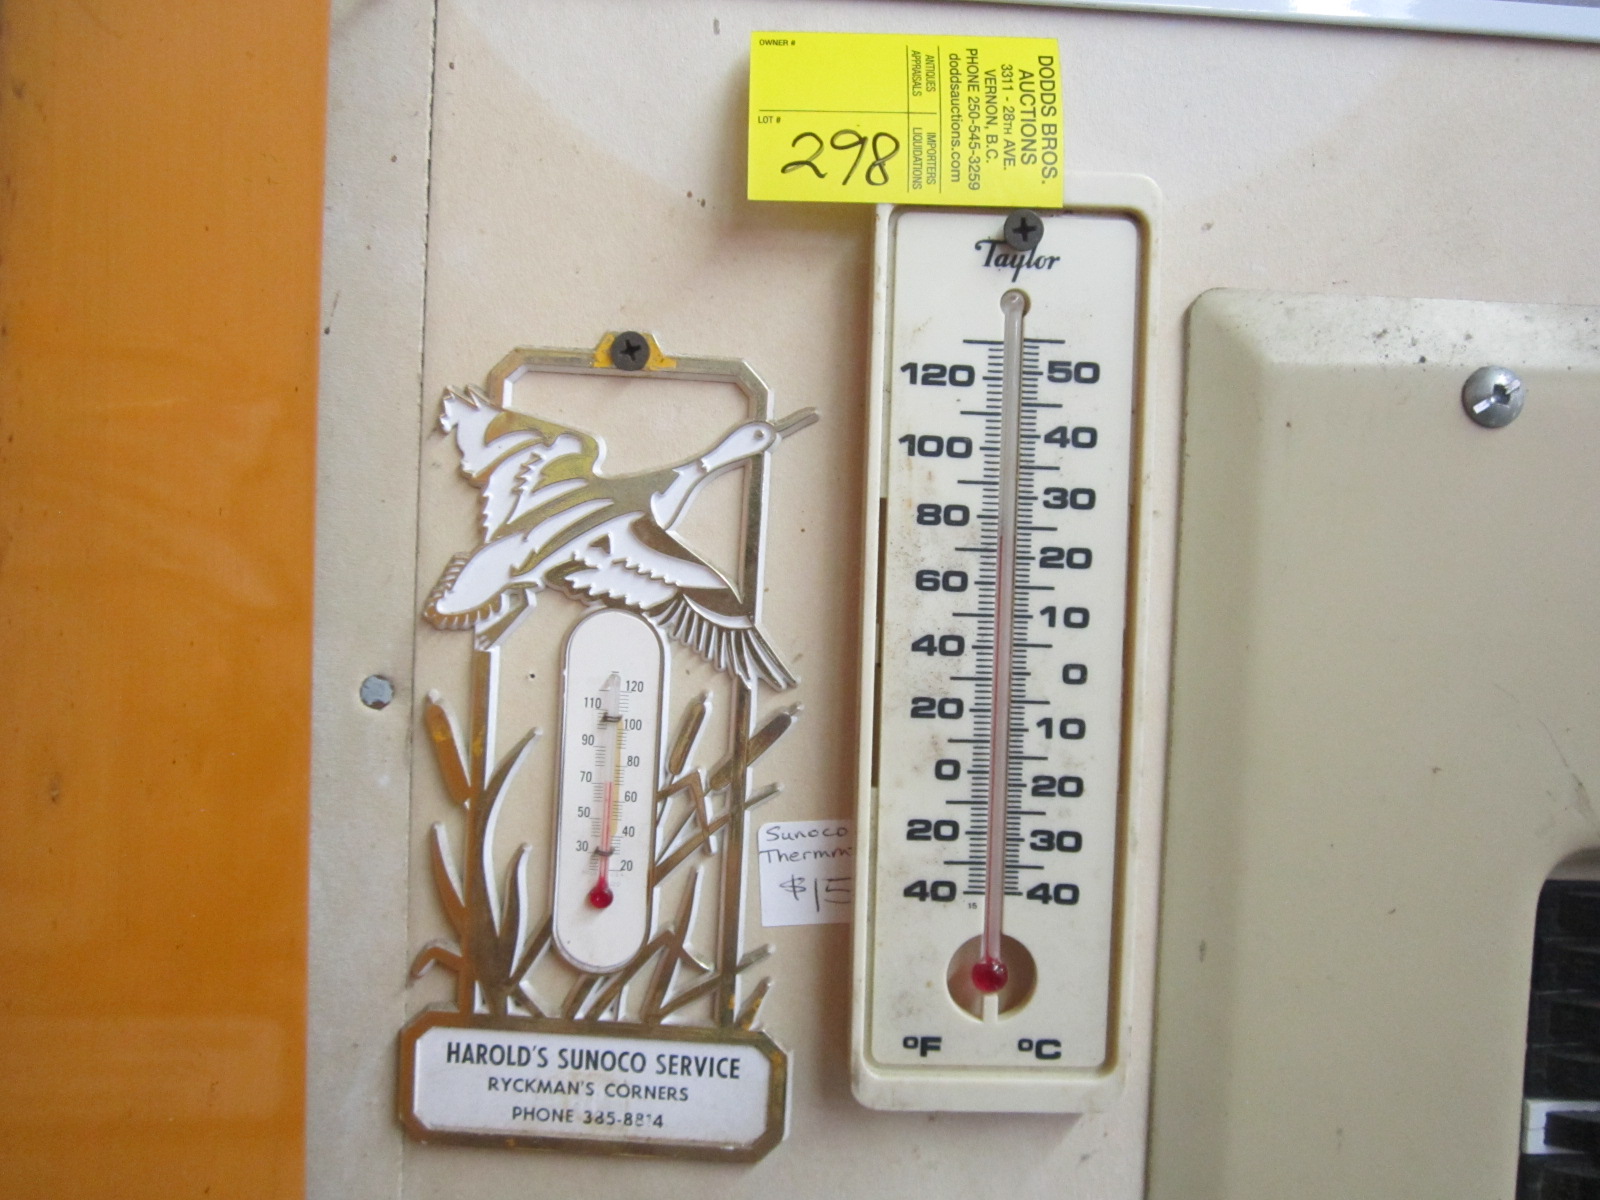 OWNER #
LOT #
298
ANTIQUES
APPRAISALS
IMPORTERS
LIQUIDATIONS
DODDS BROS.
AUCTIONS
3311 - 28TH AVE.
VERNON, B.C.
PHONE 250-545-3259
doddsauctions.com
Taylor
120 50
100 40
80 30
60 20
40 10
20 0
0 10
20 20
40 30
40
15
°F °C
120
110
100
90
80
70
60
50
40
30
20
Sunoco
$15
HAROLD'S SUNOCO SERVICE
RYCKMAN'S CORNERS
PHONE